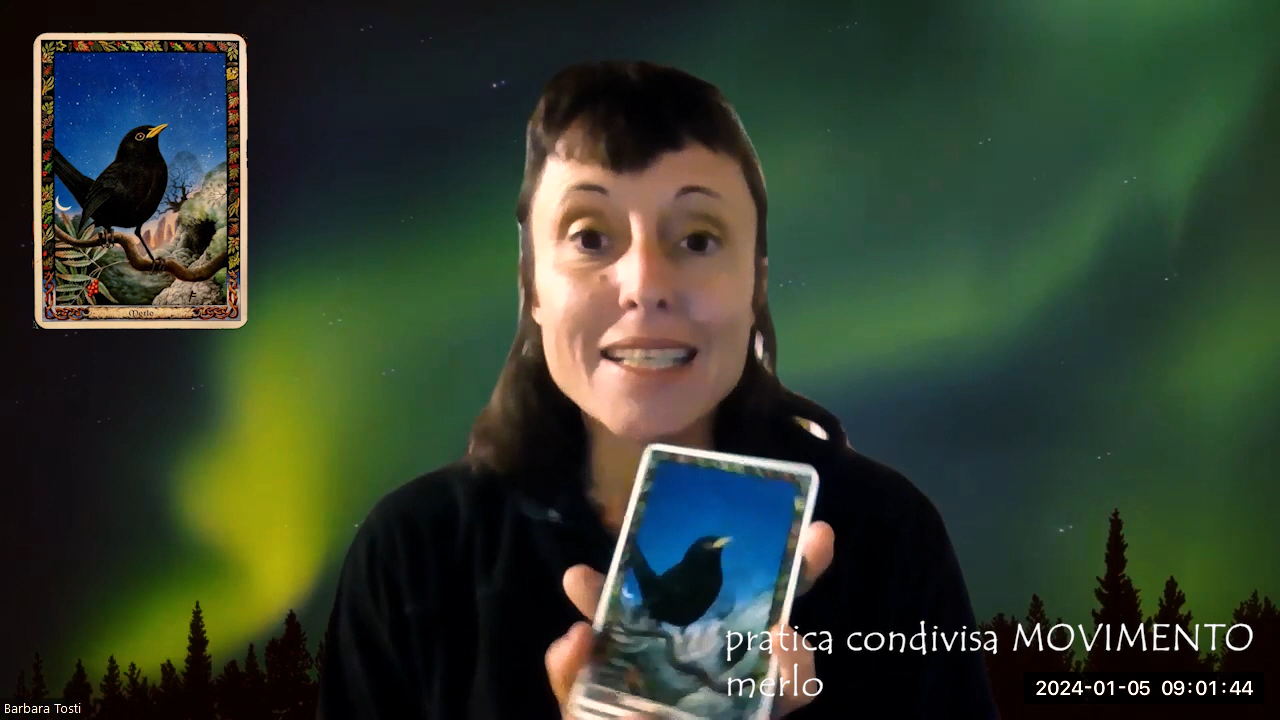 Merlo
pratica condivisa MOVIMENTO
merlo
2024-01-05 09:01:44
Barbara Tosti